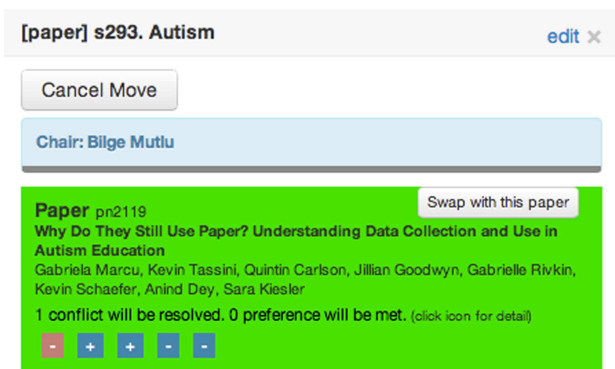 [paper] s293. Autism
edit ×
Cancel Move
Chair: Bilge Mutlu
Swap with this paper
Paper pn2119
Why Do They Still Use Paper? Understanding Data Collection and Use in
Autism Education
Gabriela Marcu, Kevin Tassini, Quintin Carlson, Jillian Goodwyn, Gabrielle Rivkin,
Kevin Schaefer, Anind Dey, Sara Kiesler
1 conflict will be resolved. 0 preference will be met. (click icon for detail)
- + + - -